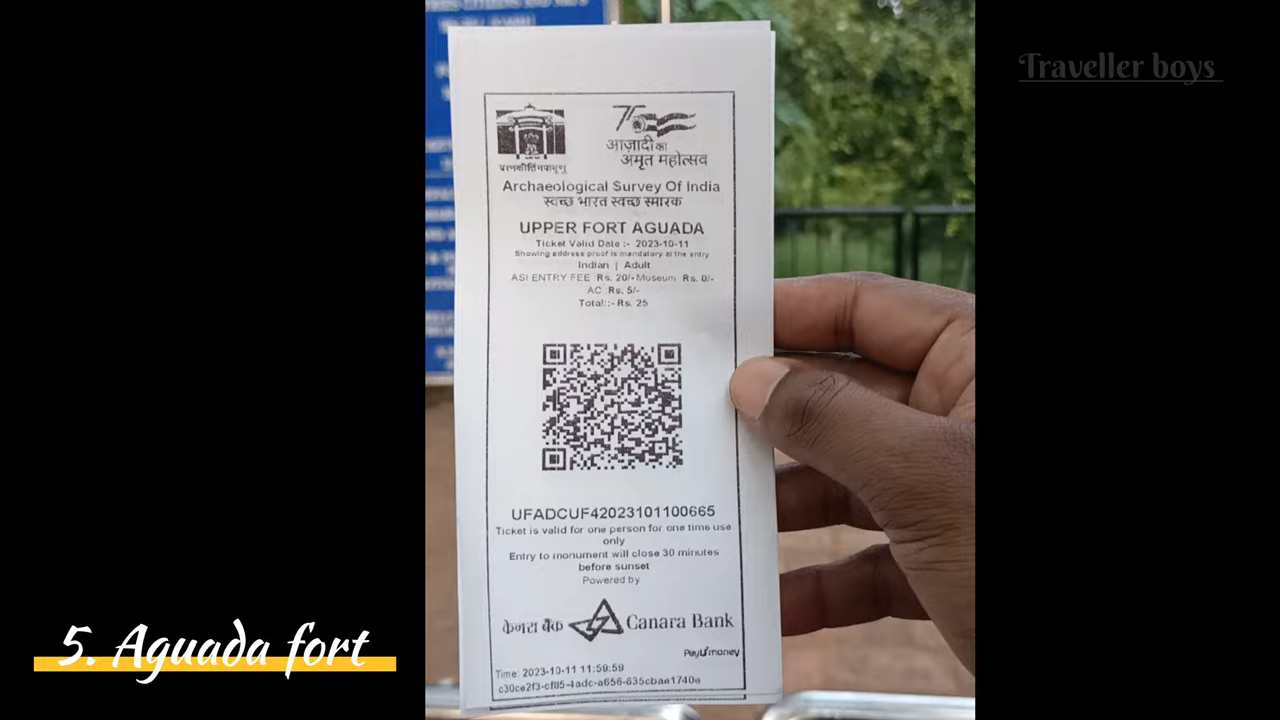 Traveller boys
प्रत्नकीर्तिमपावृणु
75
आज़ादी का
अमृत महोत्सव
Archaeological Survey Of India
स्वच्छ भारत स्वच्छ स्मारक
UPPER FORT AGUADA
Ticket Valid Date :- 2023-10-11
Showing address proof is mandatory at the entry
Indian | Adult
ASI ENTRY FEE Rs. 20/- Museum Rs. 0/-
AC Rs. 5/-
Total::- Rs. 25
UFADCUF42023101100665
Ticket is valid for one person for one time use
only
Entry to monument will close 30 minutes
before sunset
Powered by
केनरा बैंक Canara Bank
PayUmoney
Time: 2023-10-11 11:59:59
c30ce2f3-cf85-4adc-a656-835cbae1740e
5. Aguada fort